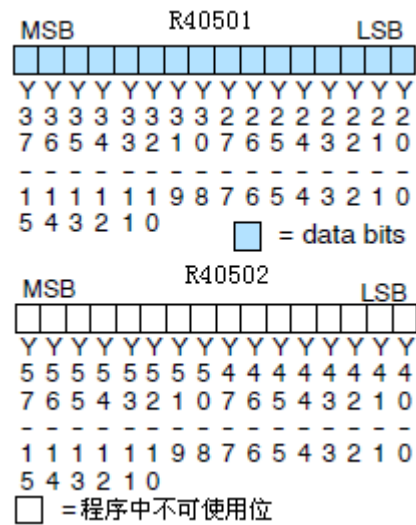 R40501
MSB LSB
Y Y Y Y Y Y Y Y Y Y Y Y Y Y Y Y
3 3 3 3 3 3 3 3 2 2 2 2 2 2 2 2
7 6 5 4 3 2 1 0 7 6 5 4 3 2 1 0
- - - - - - - - - - - - - - - -
1 1 1 1 1 1 9 8 7 6 5 4 3 2 1 0
5 4 3 2 1 0
= data bits
R40502
MSB LSB
Y Y Y Y Y Y Y Y Y Y Y Y Y Y Y Y
5 5 5 5 5 5 5 5 4 4 4 4 4 4 4 4
7 6 5 4 3 2 1 0 7 6 5 4 3 2 1 0
- - - - - - - - - - - - - - - -
1 1 1 1 1 1 9 8 7 6 5 4 3 2 1 0
5 4 3 2 1 0
=程序中不可使用位